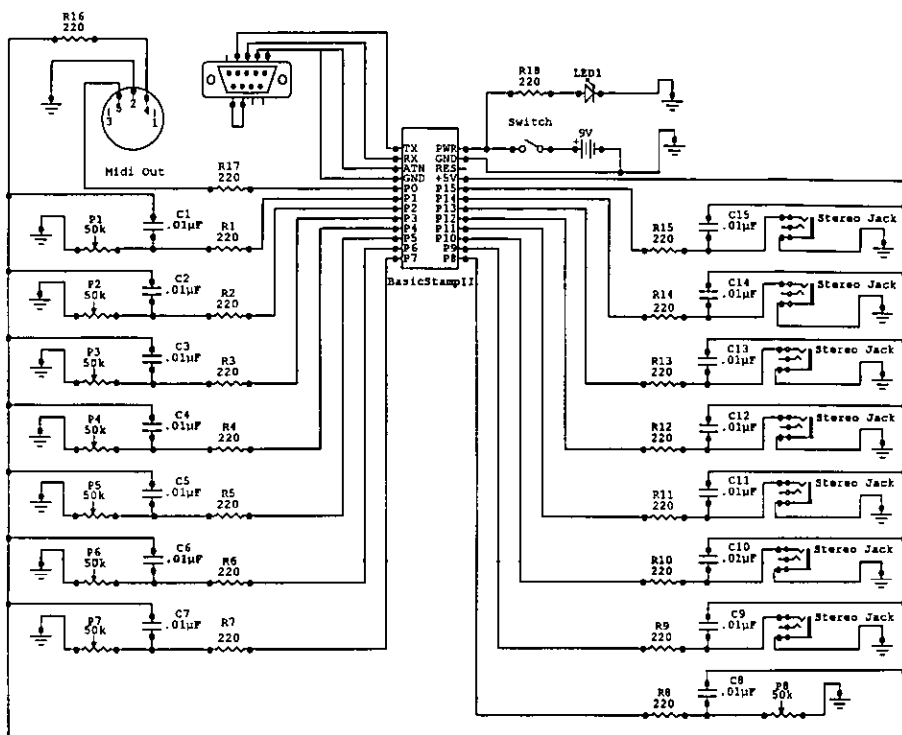 R16
220
5 2 4
3 1
Midi Out
R17
220
R18
220
LED1
Switch
9V
+
TX PWR
RX GND
ATN RES
GND +5V
P0 P15
P1 P14
P2 P13
P3 P12
P4 P11
P5 P10
P6 P9
P7 P8
BasicStampII
P1
50k
C1
.01µF
R1
220
P2
50k
C2
.01µF
R2
220
P3
50k
C3
.01µF
R3
220
P4
50k
C4
.01µF
R4
220
P5
50k
C5
.01µF
R5
220
P6
50k
C6
.01µF
R6
220
P7
50k
C7
.01µF
R7
220
R15
220
C15
.01µF
Stereo Jack
R14
220
C14
.01µF
Stereo Jack
R13
220
C13
.01µF
Stereo Jack
R12
220
C12
.01µF
Stereo Jack
R11
220
C11
.01µF
Stereo Jack
R10
220
C10
.01µF
Stereo Jack
R9
220
C9
.01µF
Stereo Jack
R8
220
C8
.01µF
P8
50k